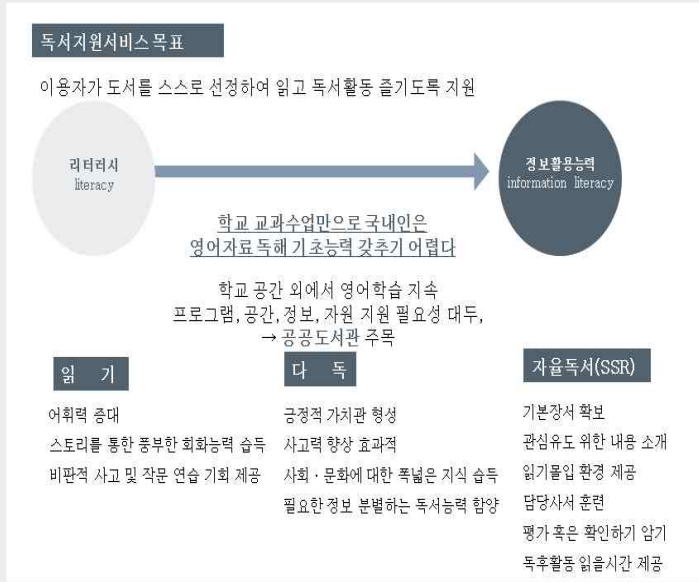 독서지원서비스 목표
이용자가 도서를 스스로 선정하여 읽고 독서활동 즐기도록 지원
리터러시
literacy
정보활용능력
information literacy
학교 교과수업만으로 국내인은
영어자료 독해 기초능력 갖추기 어렵다
학교 공간 외에서 영어학습 지속
프로그램, 공간, 정보, 자원 지원 필요성 대두,
→ 공공도서관 주목
읽 기
어휘력 증대
스토리를 통한 풍부한 회화능력 습득
비판적 사고 및 작문 연습 기회 제공
다 독
긍정적 가치관 형성
사고력 향상 효과적
사회 · 문화에 대한 폭넓은 지식 습득
필요한 정보 분별하는 독서능력 함양
자율독서(SSR)
기본장서 확보
관심유도 위한 내용 소개
읽기몰입 환경 제공
담당사서 훈련
평가 혹은 확인하기 암기
독후활동 읽을시간 제공